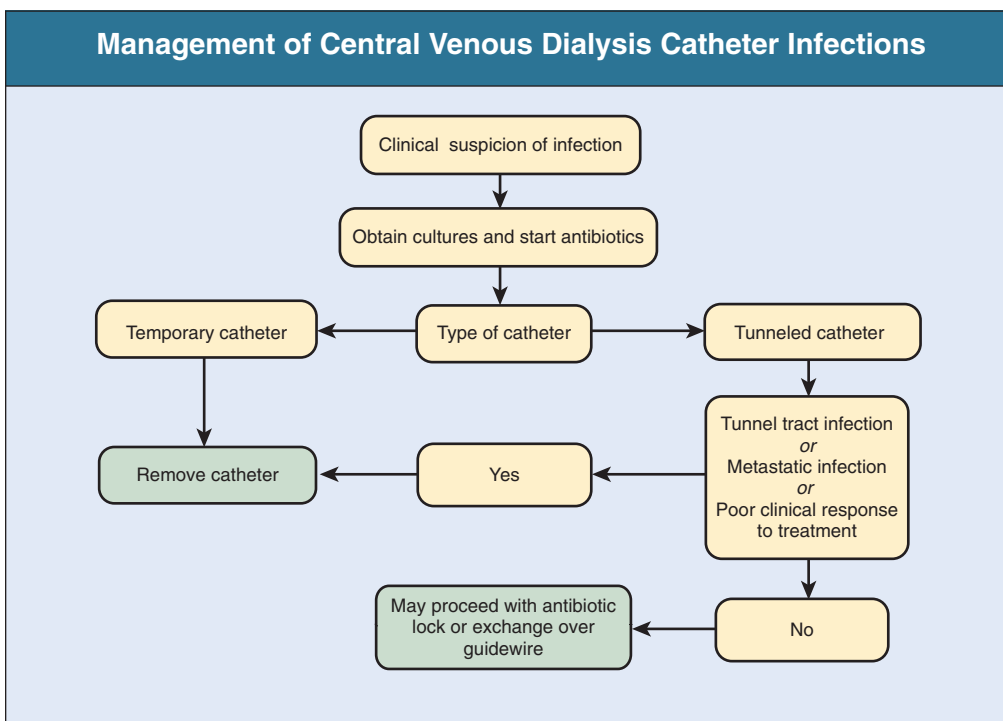 Management of Central Venous Dialysis Catheter Infections
Clinical suspicion of infection
Obtain cultures and start antibiotics
Temporary catheter
Type of catheter
Tunneled catheter
Tunnel tract infection
or
Metastatic infection
or
Poor clinical response
to treatment
Remove catheter
Yes
May proceed with antibiotic
lock or exchange over
guidewire
No